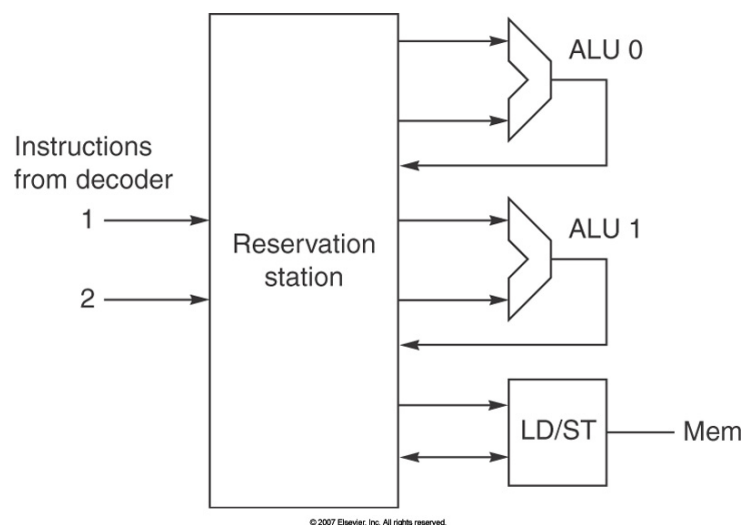 Instructions
from decoder
1
2
Reservation
station
ALU 0
ALU 1
LD/ST
Mem
© 2007 Elsevier, Inc. All rights reserved.